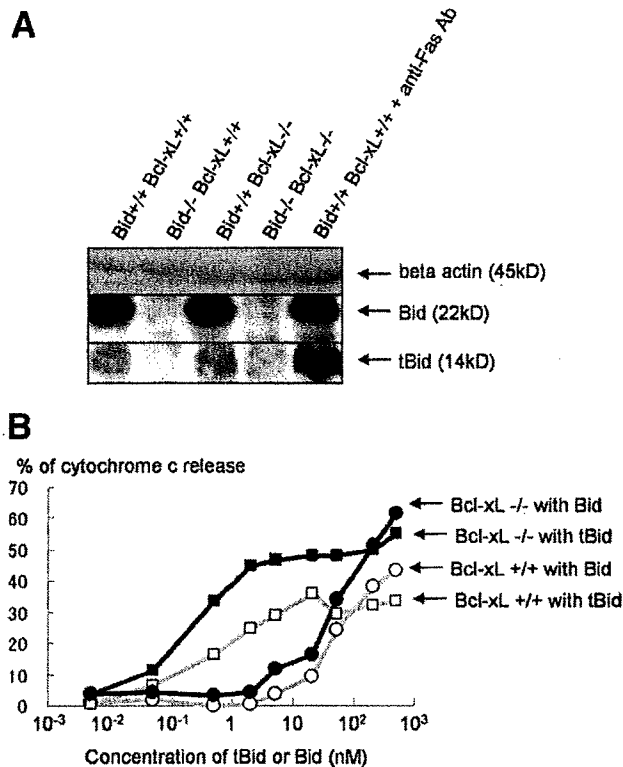 A
Bid+/+ Bcl-xL+/+
Bid-/- Bcl-xL+/+
Bid+/+ Bcl-xL-/-
Bid-/- Bcl-xL-/-
Bid+/+ Bcl-xL+/+ + anti-Fas Ab
beta actin (45kD)
Bid (22kD)
tBid (14kD)
B
% of cytochrome c release
70
60
50
40
30
20
10
0
Bcl-xL -/- with Bid
Bcl-xL -/- with tBid
Bcl-xL +/+ with Bid
Bcl-xL +/+ with tBid
10-3 10-2 10-1 1 10 102 103
Concentration of tBid or Bid (nM)